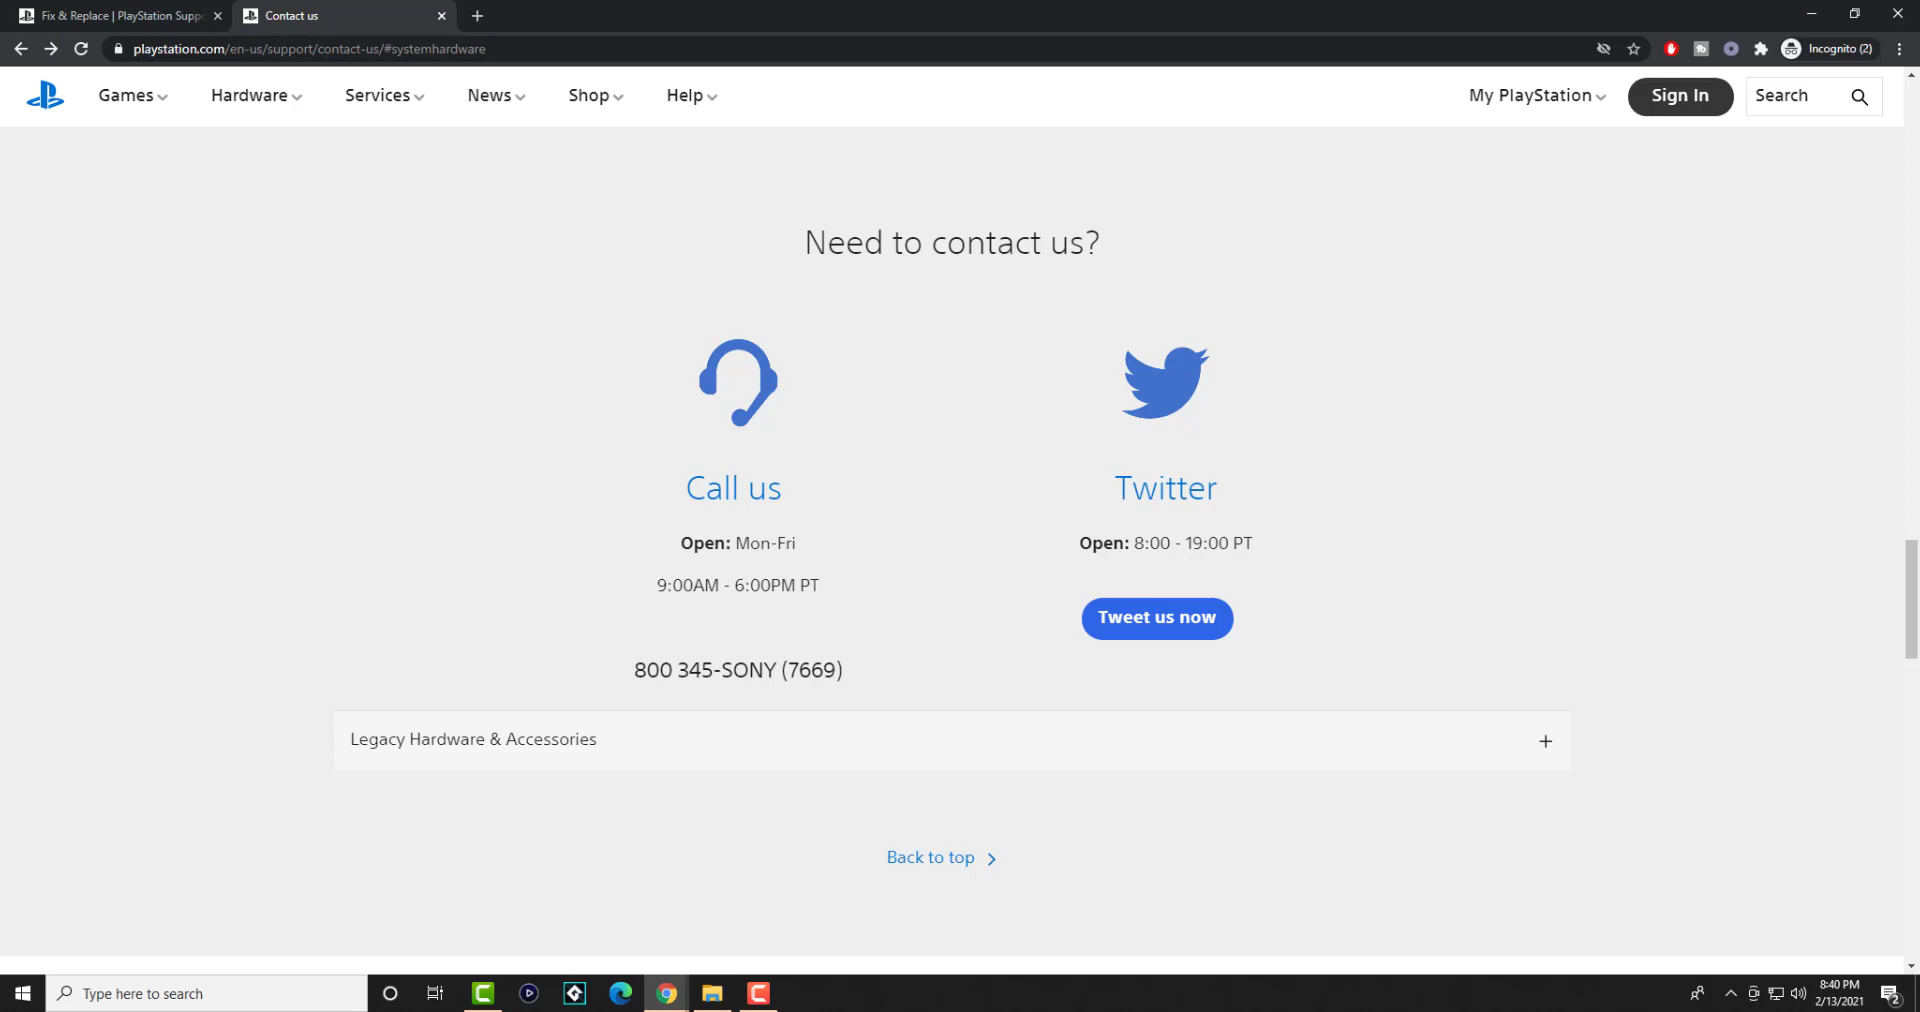 Fix & Replace | PlayStation Supp
Contact us
playstation.com/en-us/support/contact-us/#systemhardware
Incognito (2)
Games
Hardware
Services
News
Shop
Help
My PlayStation
Sign In
Search
Need to contact us?
Call us
Open: Mon-Fri
9:00AM - 6:00PM PT
800 345-SONY (7669)
Twitter
Open: 8:00 - 19:00 PT
Tweet us now
Legacy Hardware & Accessories
Back to top
Type here to search
8:40 PM
2/13/2021
2